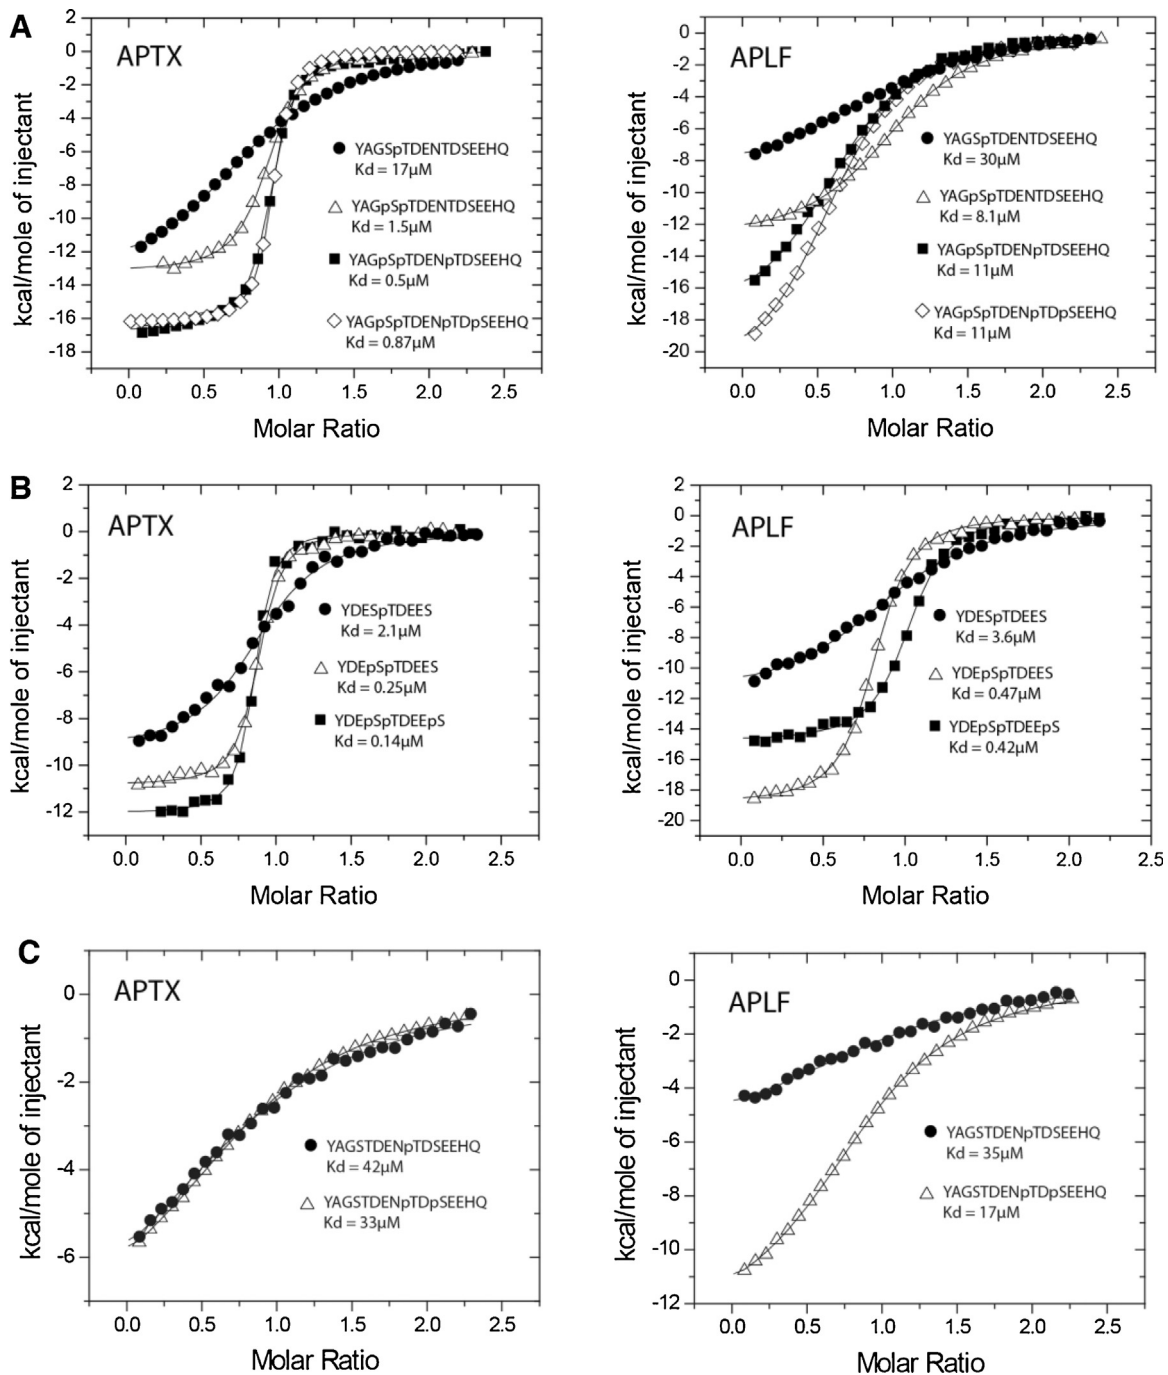 A
APTX
2
0
-2
-4
-6
-8
-10
-12
-14
-16
-18
kcal/mole of injectant
YAGSpTDENTDSEEHQ
Kd = 17μM
YAGpSpTDENTDSEEHQ
Kd = 1.5μM
YAGpSpTDENpTDSEEHQ
Kd = 0.5μM
YAGpSpTDENpTDpSEEHQ
Kd = 0.87μM
0.0 0.5 1.0 1.5 2.0 2.5
Molar Ratio
APLF
0
-2
-4
-6
-8
-10
-12
-14
-16
-18
-20
kcal/mole of injectant
YAGSpTDENTDSEEHQ
Kd = 30μM
YAGpSpTDENTDSEEHQ
Kd = 8.1μM
YAGpSpTDENpTDSEEHQ
Kd = 11μM
YAGpSpTDENpTDpSEEHQ
Kd = 11μM
0.0 0.5 1.0 1.5 2.0 2.5
Molar Ratio
B
APTX
2
0
-2
-4
-6
-8
-10
-12
kcal/mole of injectant
YDESpTDEES
Kd = 2.1μM
YDEpSpTDEES
Kd = 0.25μM
YDEpSpTDEEpS
Kd = 0.14μM
0.0 0.5 1.0 1.5 2.0 2.5
Molar Ratio
APLF
2
0
-2
-4
-6
-8
-10
-12
-14
-16
-18
-20
kcal/mole of injectant
YDESpTDEES
Kd = 3.6μM
YDEpSpTDEES
Kd = 0.47μM
YDEpSpTDEEpS
Kd = 0.42μM
0.0 0.5 1.0 1.5 2.0 2.5
Molar Ratio
C
APTX
0
-2
-4
-6
kcal/mole of injectant
YAGSTDENpTDSEEHQ
Kd = 42μM
YAGSTDENpTDpSEEHQ
Kd = 33μM
0.0 0.5 1.0 1.5 2.0 2.5
Molar Ratio
APLF
0
-2
-4
-6
-8
-10
-12
kcal/mole of injectant
YAGSTDENpTDSEEHQ
Kd = 35μM
YAGSTDENpTDpSEEHQ
Kd = 17μM
0.0 0.5 1.0 1.5 2.0 2.5
Molar Ratio